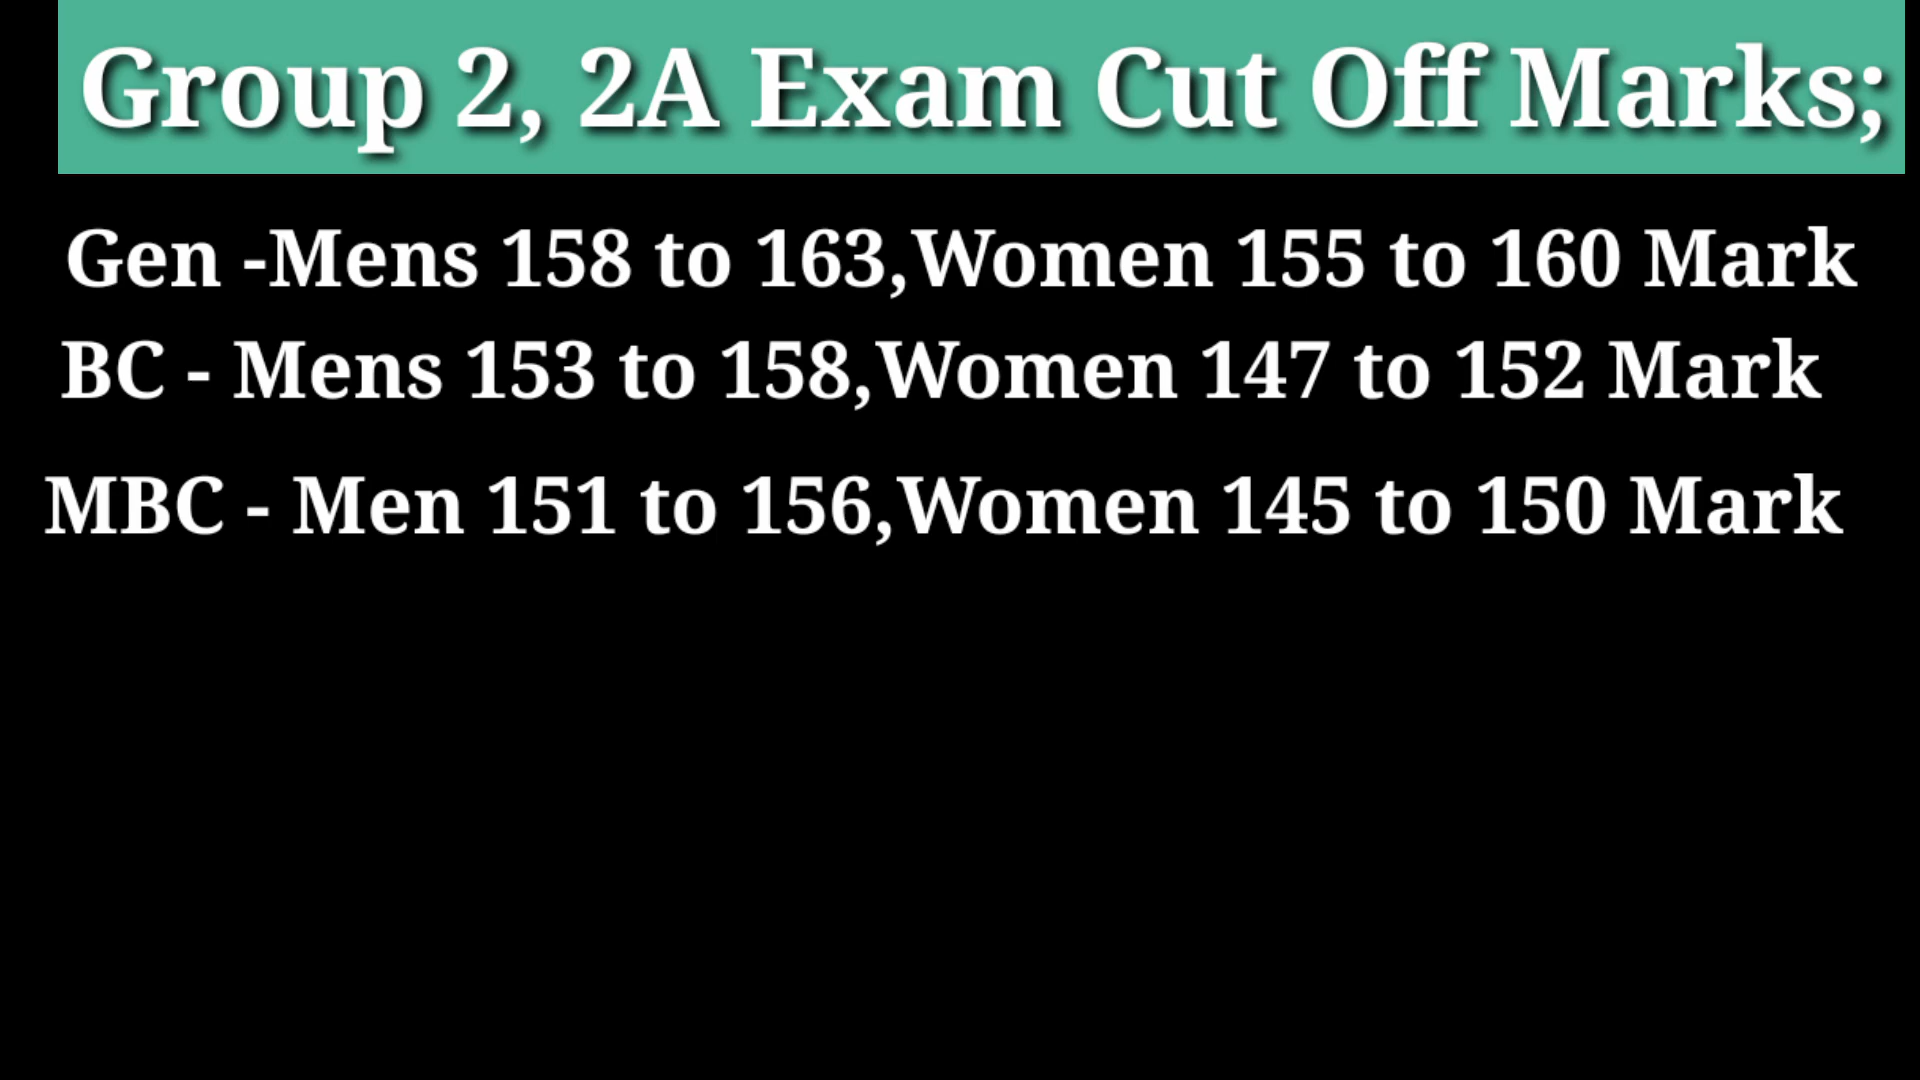 Group 2, 2A Exam Cut Off Marks;
Gen -Mens 158 to 163,Women 155 to 160 Mark
BC - Mens 153 to 158,Women 147 to 152 Mark
MBC - Men 151 to 156,Women 145 to 150 Mark